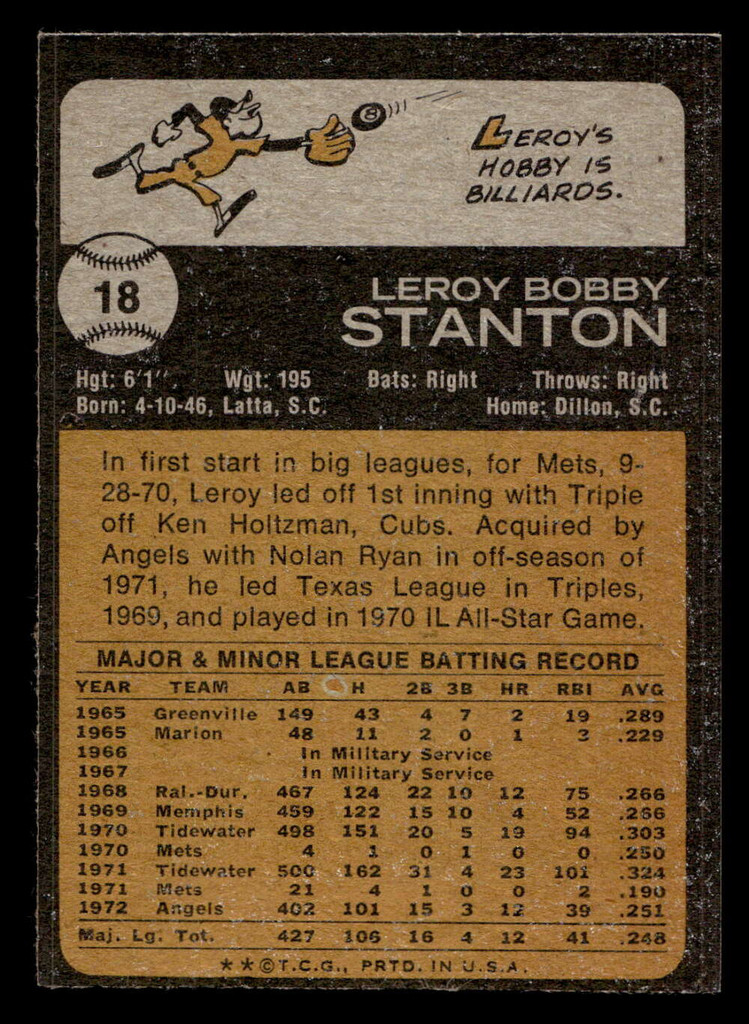 8
LEROY'S
HOBBY IS
BILLIARDS.
18
LEROY BOBBY
STANTON
Hgt: 6'1". Wgt: 195 Bats: Right Throws: Right
Born: 4-10-46, Latta, S.C. Home: Dillon, S.C.
In first start in big leagues, for Mets, 9-
28-70, Leroy led off 1st inning with Triple
off Ken Holtzman, Cubs. Acquired by
Angels with Nolan Ryan in off-season of
1971, he led Texas League in Triples,
1969, and played in 1970 IL All-Star Game.
MAJOR & MINOR LEAGUE BATTING RECORD
YEAR TEAM AB H 2B 3B HR RBI AVG
1965 Greenville 149 43 4 7 2 19 .289
1965 Marion 48 11 2 0 1 3 .229
1966 In Military Service
1967 In Military Service
1968 Ral.-Dur. 467 124 22 10 12 75 .266
1969 Memphis 459 122 15 10 4 52 .266
1970 Tidewater 498 151 20 5 19 94 .303
1970 Mets 4 1 0 1 0 0 .250
1971 Tidewater 500 162 31 4 23 101 .324
1971 Mets 21 4 1 0 0 2 .190
1972 Angels 402 101 15 3 12 39 .251
Maj. Lg. Tot. 427 106 16 4 12 41 .248
**©T.C.G., PRTD. IN U.S.A.